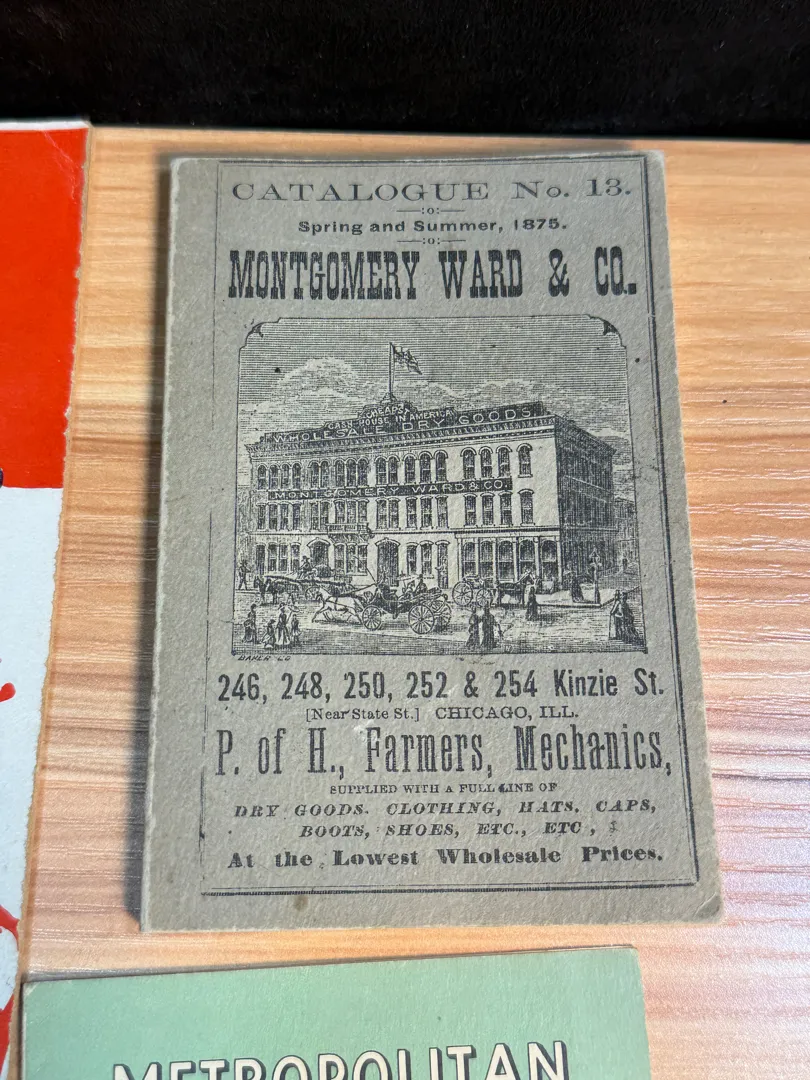 CATALOGUE No. 13.
:o:
Spring and Summer, 1875.
:o:
MONTGOMERY WARD & CO.
CHEAPEST
CASH HOUSE IN AMERICA
WHOLESALE DRY GOODS
MONTGOMERY WARD & CO.
BAKER CO
246, 248, 250, 252 & 254 Kinzie St.
[Near State St.] CHICAGO, ILL.
P. of H., Farmers, Mechanics,
SUPPLIED WITH A FULL LINE OF
DRY GOODS. CLOTHING, HATS. CAPS,
BOOTS, SHOES, ETC., ETC.,
At the Lowest Wholesale Prices.
METROPOLITAN